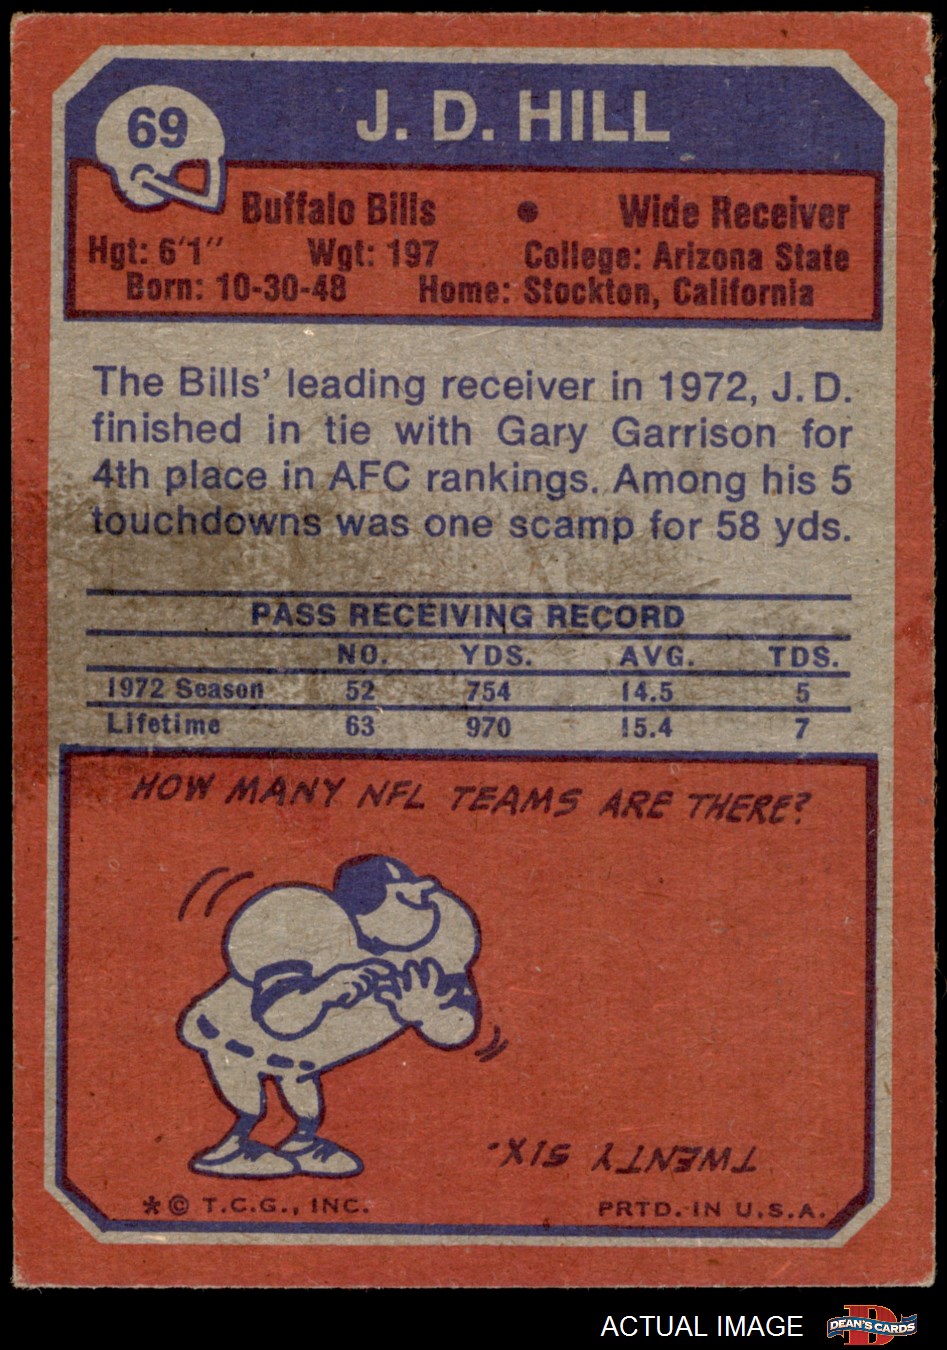 69
J. D. HILL
Buffalo Bills • Wide Receiver
Hgt: 6'1" Wgt: 197 College: Arizona State
Born: 10-30-48 Home: Stockton, California
The Bills' leading receiver in 1972, J.D.
finished in tie with Gary Garrison for
4th place in AFC rankings. Among his 5
touchdowns was one scamp for 58 yds.
PASS RECEIVING RECORD
NO. YDS. AVG. TDS.
1972 Season 52 754 14.5 5
Lifetime 63 970 15.4 7
HOW MANY NFL TEAMS ARE THERE?
TWENTY SIX.
*© T.C.G., INC. PRTD. IN U.S.A.
ACTUAL IMAGE
D
DEAN'S CARDS